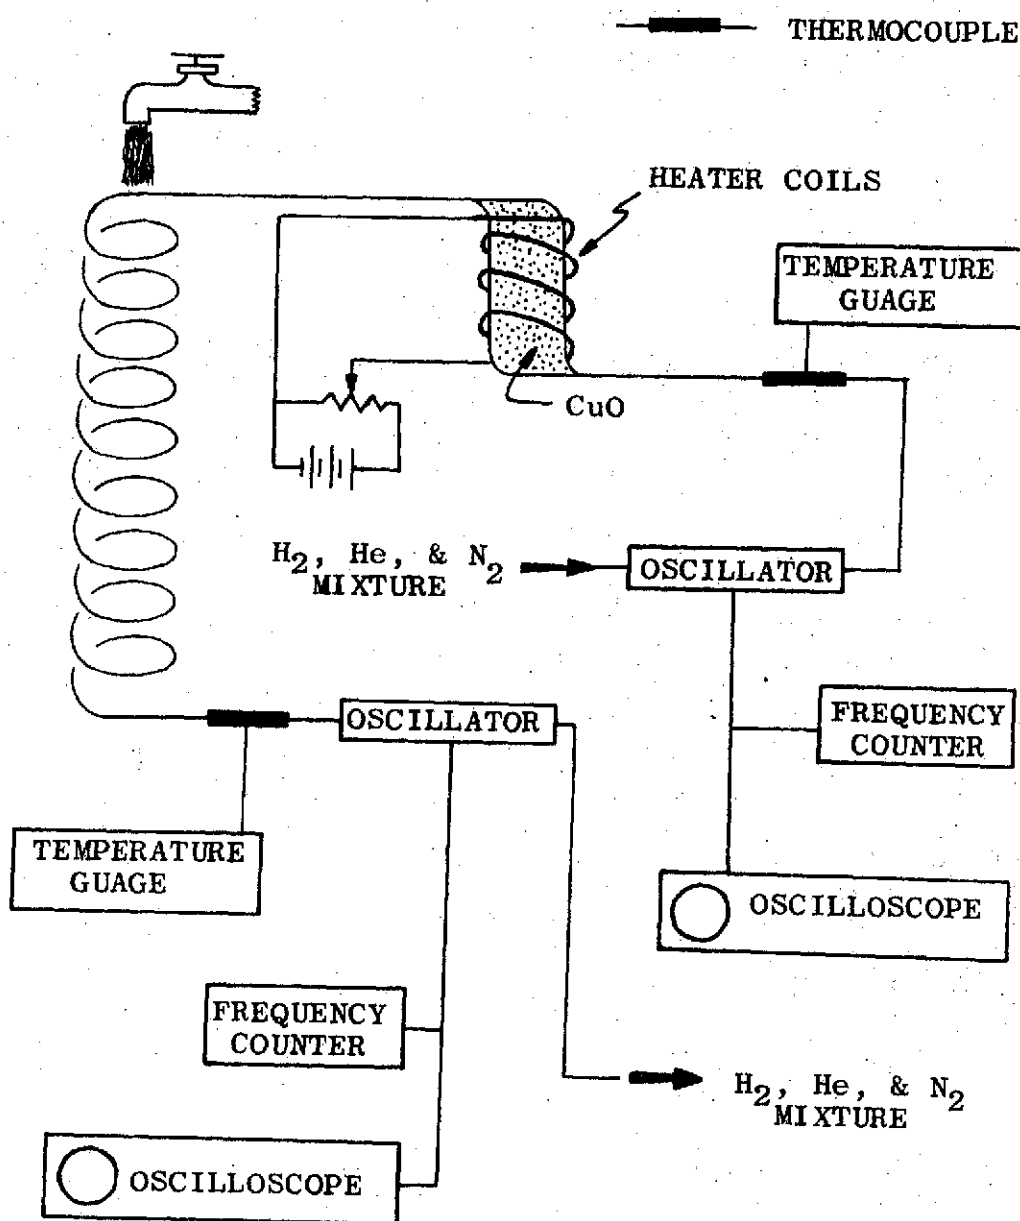 THERMOCOUPLE
HEATER COILS
TEMPERATURE
GUAGE
CuO
H2, He, & N2
MIXTURE
OSCILLATOR
FREQUENCY
COUNTER
OSCILLATOR
TEMPERATURE
GUAGE
OSCILLOSCOPE
FREQUENCY
COUNTER
H2, He, & N2
MIXTURE
OSCILLOSCOPE